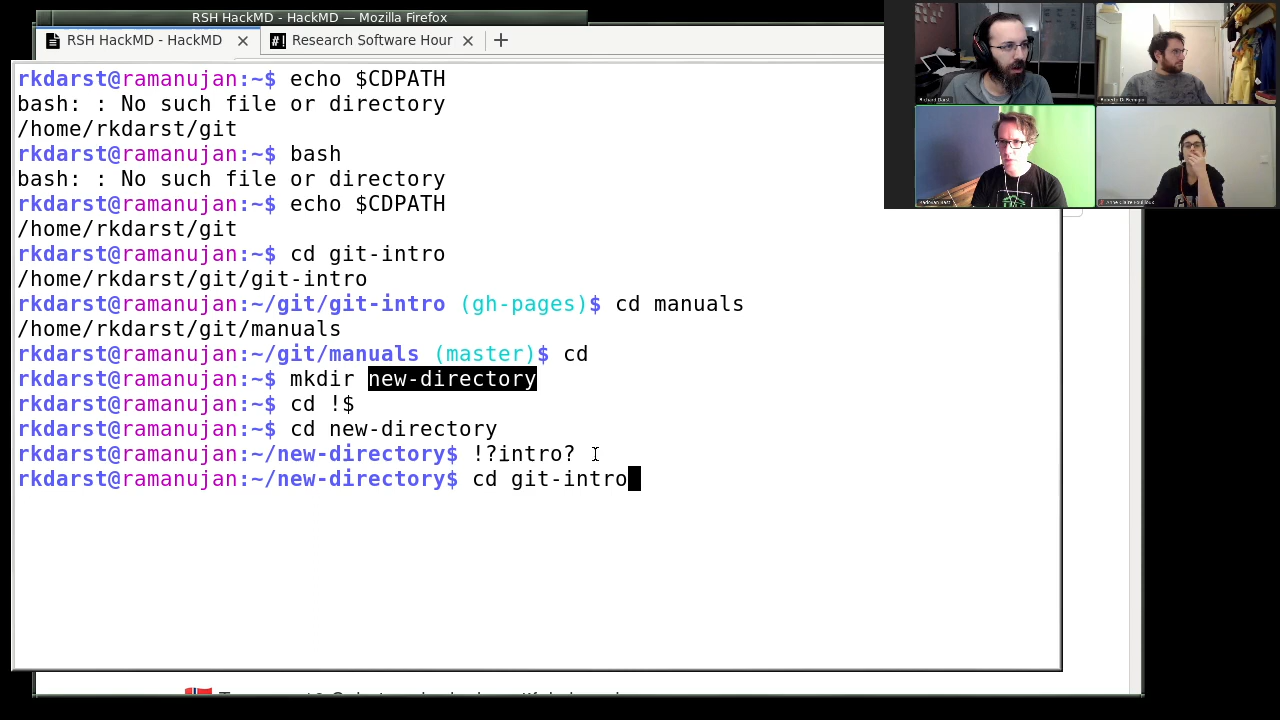 RSH HackMD - HackMD — Mozilla Firefox
RSH HackMD - HackMD
Research Software Hour
rkdarst@ramanujan:~$ echo $CDPATH
bash: : No such file or directory
/home/rkdarst/git
rkdarst@ramanujan:~$ bash
bash: : No such file or directory
rkdarst@ramanujan:~$ echo $CDPATH
/home/rkdarst/git
rkdarst@ramanujan:~$ cd git-intro
/home/rkdarst/git/git-intro
rkdarst@ramanujan:~/git/git-intro (gh-pages)$ cd manuals
/home/rkdarst/git/manuals
rkdarst@ramanujan:~/git/manuals (master)$ cd
rkdarst@ramanujan:~$ mkdir new-directory
rkdarst@ramanujan:~$ cd !$
rkdarst@ramanujan:~$ cd new-directory
rkdarst@ramanujan:~/new-directory$ !?intro?
rkdarst@ramanujan:~/new-directory$ cd git-intro
Richard Darst